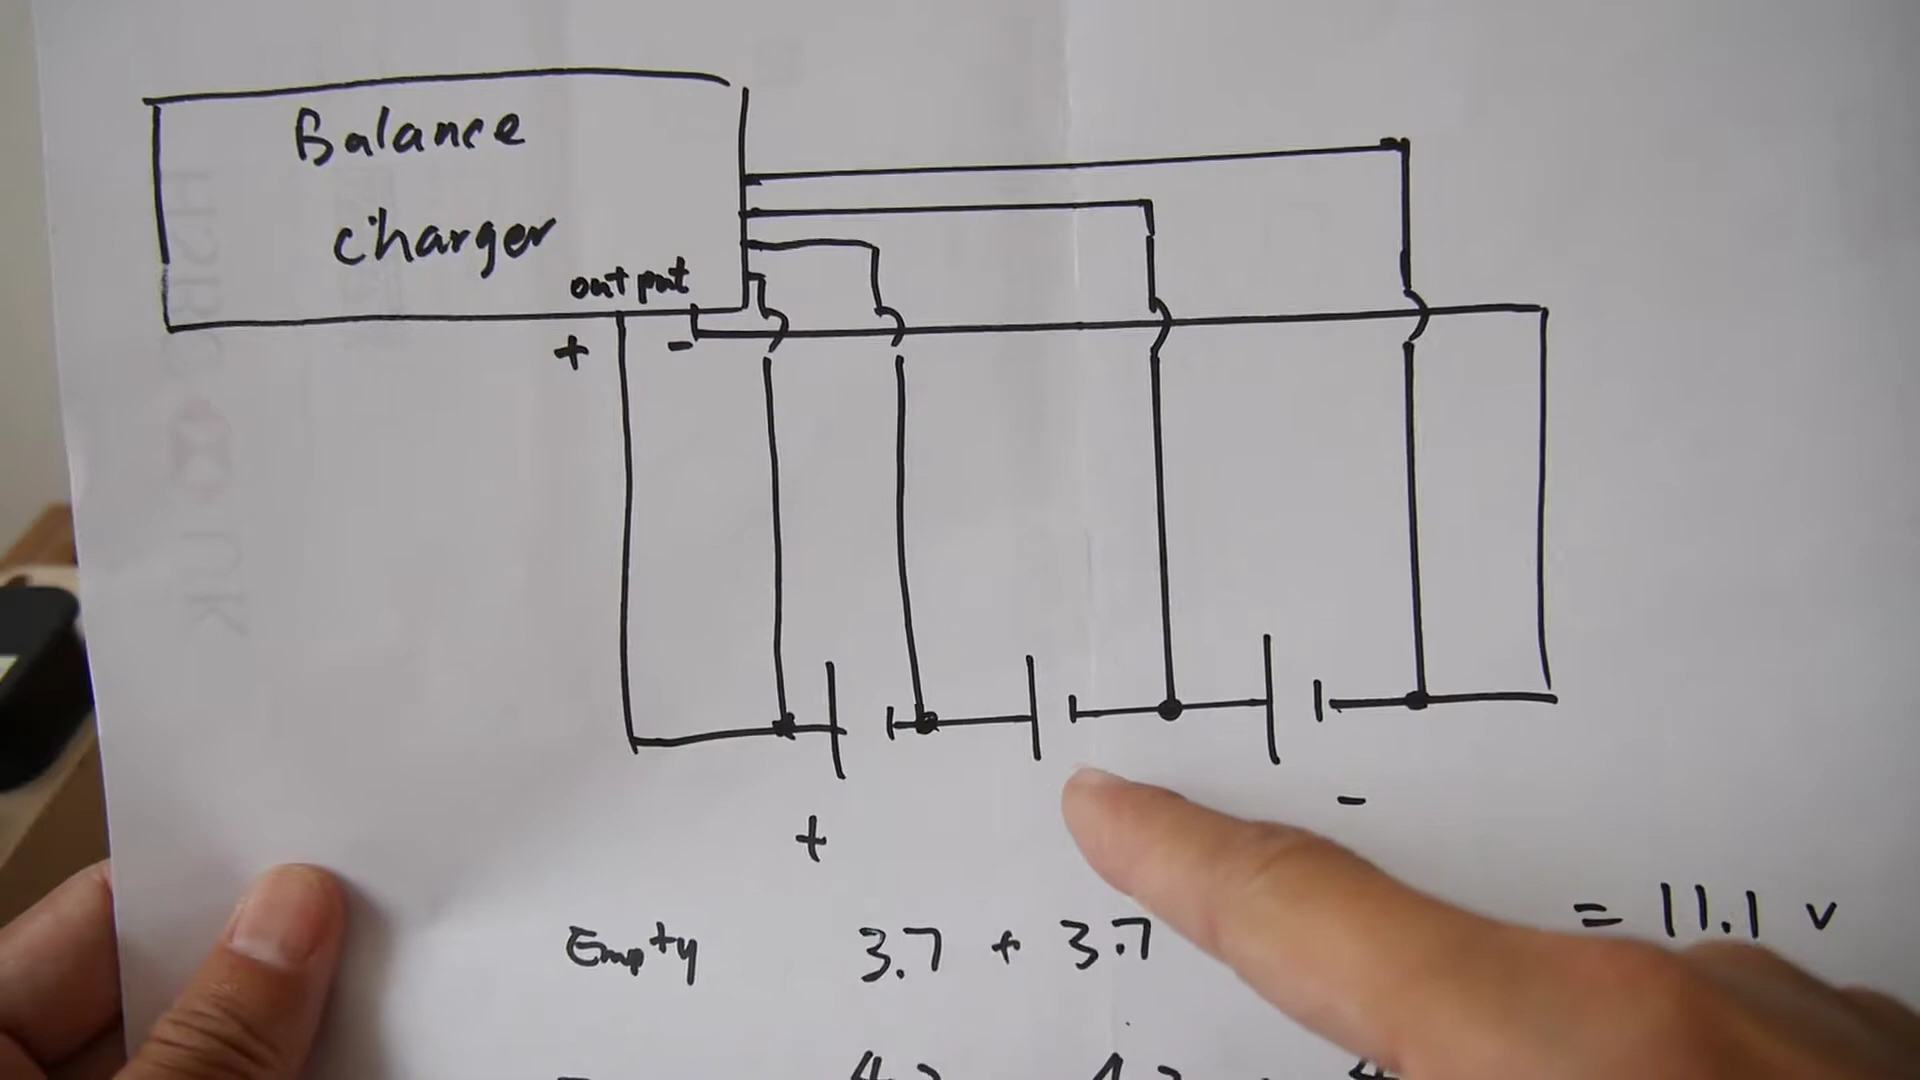 Balance
charger
output
+ -
+ -
Empty 3.7 + 3.7 = 11.1 v